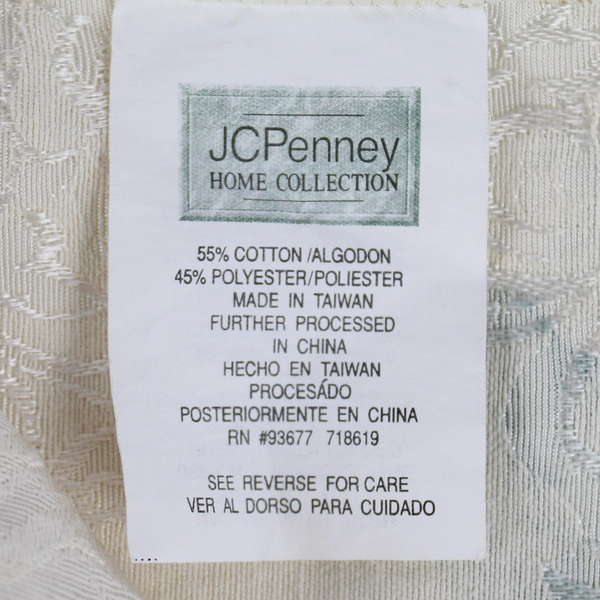 JCPenney
HOME COLLECTION
55% COTTON/ALGODON
45% POLYESTER/POLIESTER
MADE IN TAIWAN
FURTHER PROCESSED
IN CHINA
HECHO EN TAIWAN
PROCESÁDO
POSTERIORMENTE EN CHINA
RN #93677 718619
SEE REVERSE FOR CARE
VER AL DORSO PARA CUIDADO